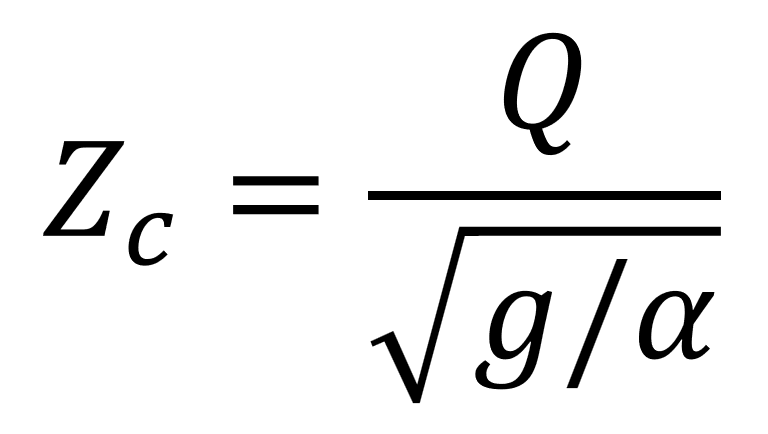 Z_c = Q / √(g/α)